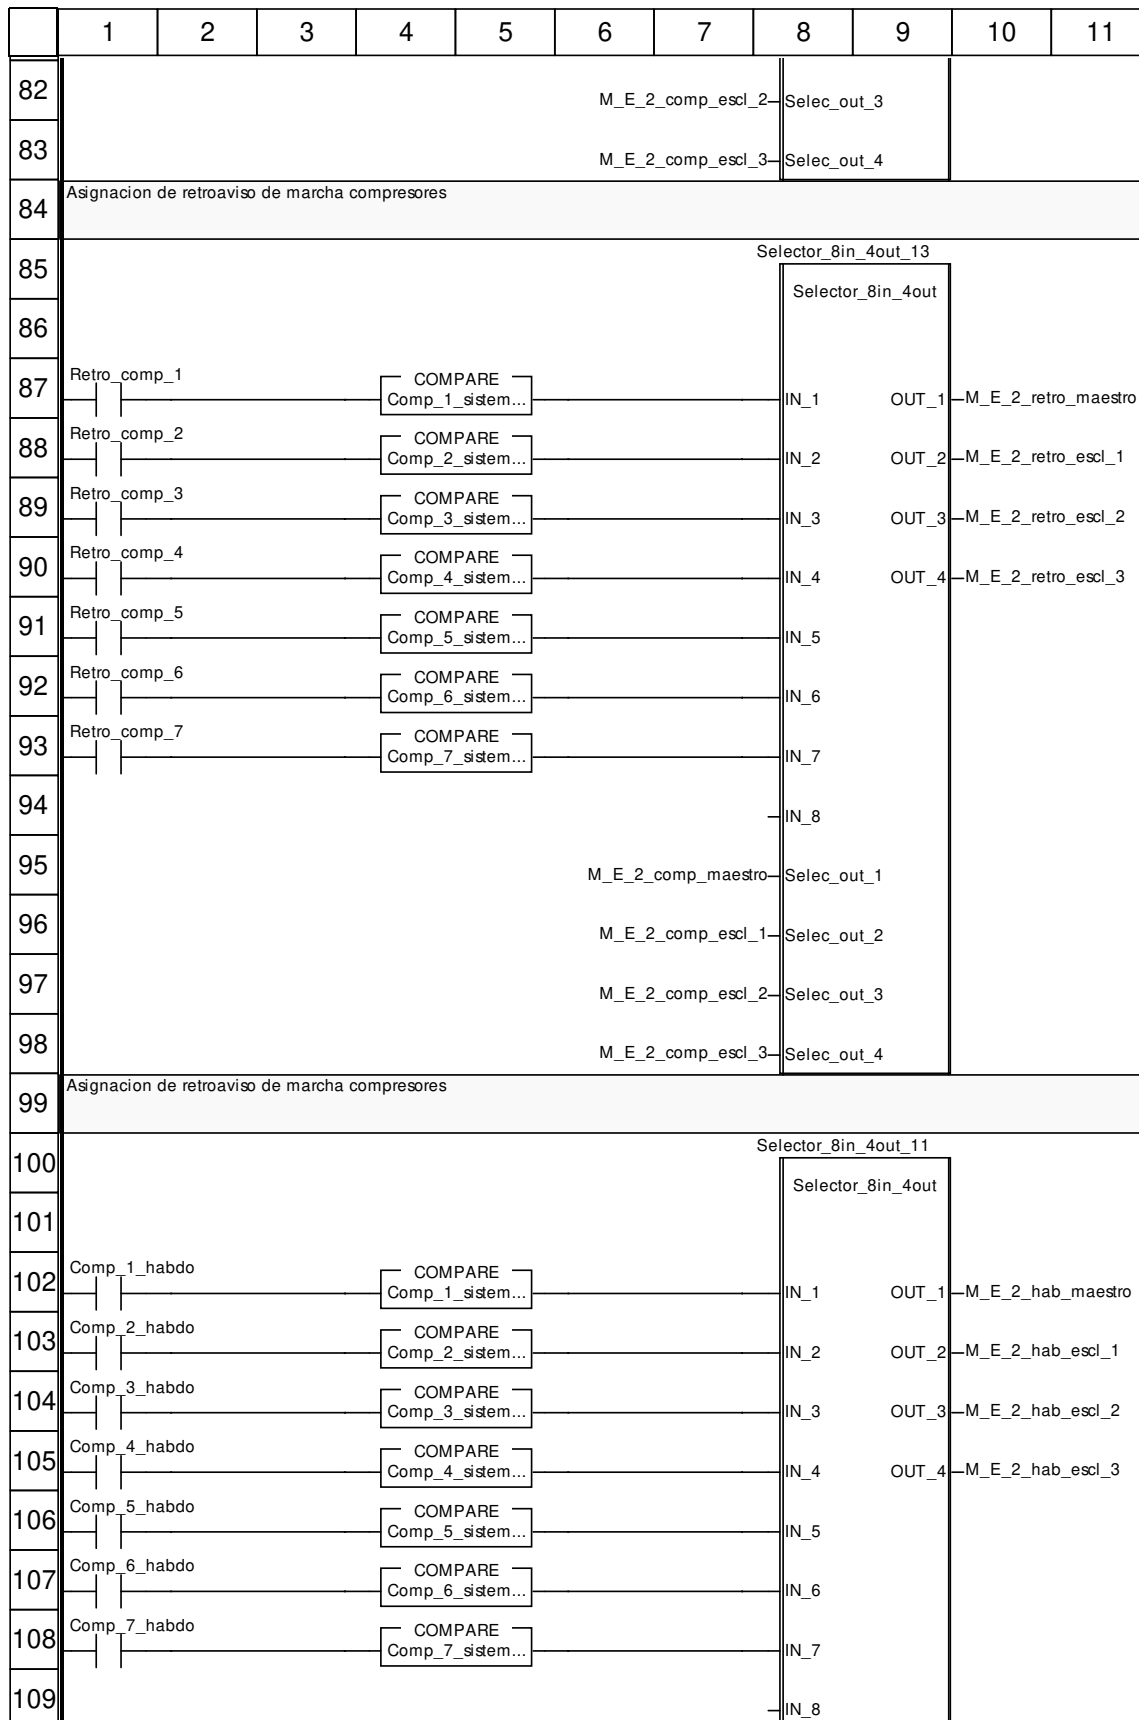 1 2 3 4 5 6 7 8 9 10 11
82 M_E_2_comp_escl_2 Selec_out_3
83 M_E_2_comp_escl_3 Selec_out_4
84 Asignacion de retroaviso de marcha compresores
85 Selector_8in_4out_13
Selector_8in_4out
86
87 Retro_comp_1 COMPARE
Comp_1_sistem... IN_1 OUT_1 M_E_2_retro_maestro
88 Retro_comp_2 COMPARE
Comp_2_sistem... IN_2 OUT_2 M_E_2_retro_escl_1
89 Retro_comp_3 COMPARE
Comp_3_sistem... IN_3 OUT_3 M_E_2_retro_escl_2
90 Retro_comp_4 COMPARE
Comp_4_sistem... IN_4 OUT_4 M_E_2_retro_escl_3
91 Retro_comp_5 COMPARE
Comp_5_sistem... IN_5
92 Retro_comp_6 COMPARE
Comp_6_sistem... IN_6
93 Retro_comp_7 COMPARE
Comp_7_sistem... IN_7
94 IN_8
95 M_E_2_comp_maestro Selec_out_1
96 M_E_2_comp_escl_1 Selec_out_2
97 M_E_2_comp_escl_2 Selec_out_3
98 M_E_2_comp_escl_3 Selec_out_4
99 Asignacion de retroaviso de marcha compresores
100 Selector_8in_4out_11
Selector_8in_4out
101
102 Comp_1_habdo COMPARE
Comp_1_sistem... IN_1 OUT_1 M_E_2_hab_maestro
103 Comp_2_habdo COMPARE
Comp_2_sistem... IN_2 OUT_2 M_E_2_hab_escl_1
104 Comp_3_habdo COMPARE
Comp_3_sistem... IN_3 OUT_3 M_E_2_hab_escl_2
105 Comp_4_habdo COMPARE
Comp_4_sistem... IN_4 OUT_4 M_E_2_hab_escl_3
106 Comp_5_habdo COMPARE
Comp_5_sistem... IN_5
107 Comp_6_habdo COMPARE
Comp_6_sistem... IN_6
108 Comp_7_habdo COMPARE
Comp_7_sistem... IN_7
109 IN_8